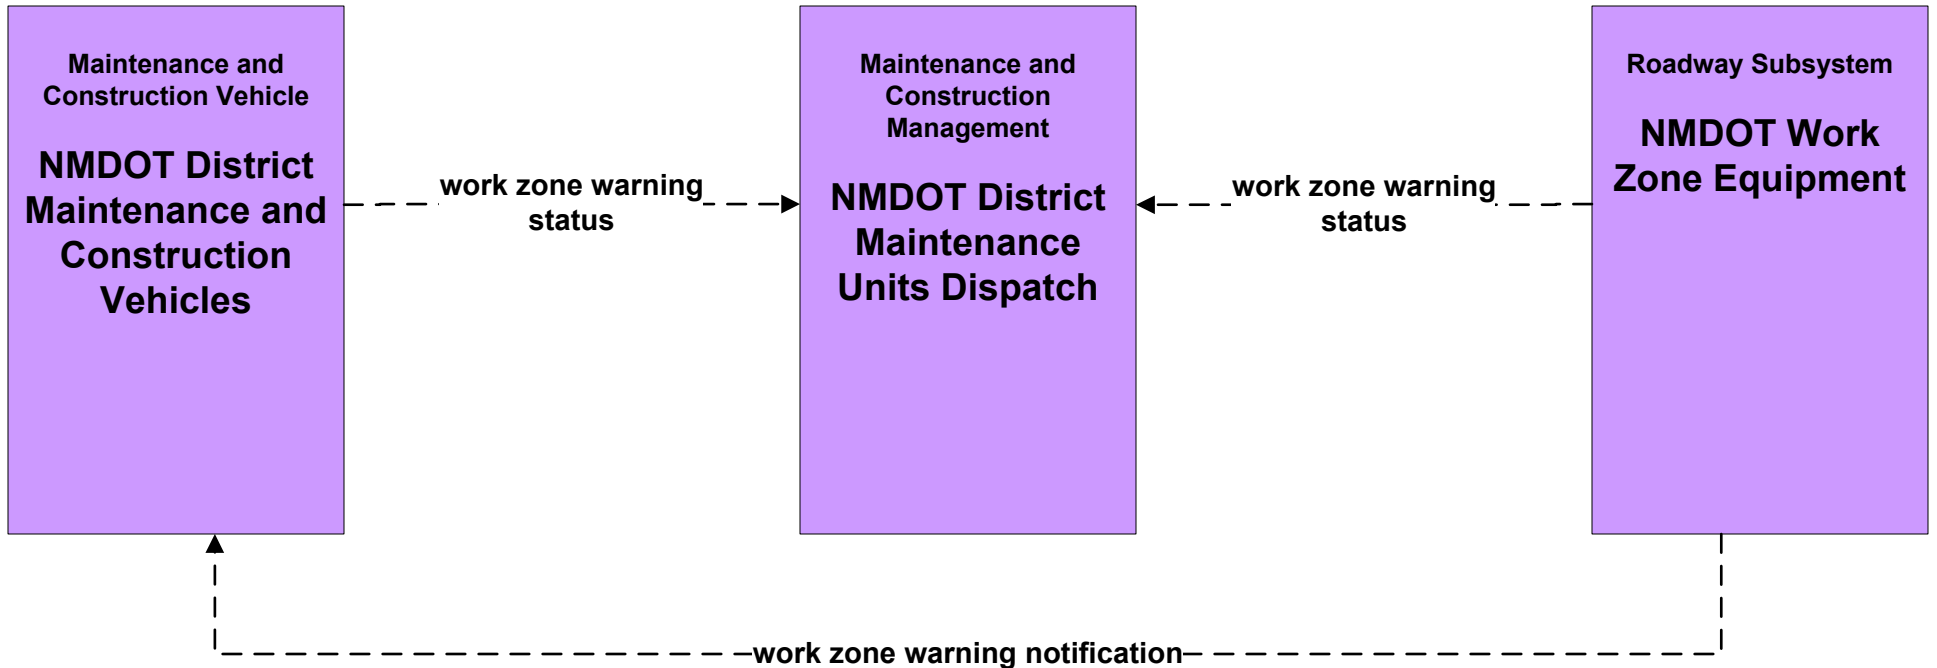 Maintenance and
Construction Vehicle
NMDOT District
Maintenance and
Construction
Vehicles
work zone warning
status
Maintenance and
Construction
Management
NMDOT District
Maintenance
Units Dispatch
work zone warning
status
Roadway Subsystem
NMDOT Work
Zone Equipment
work zone warning notification